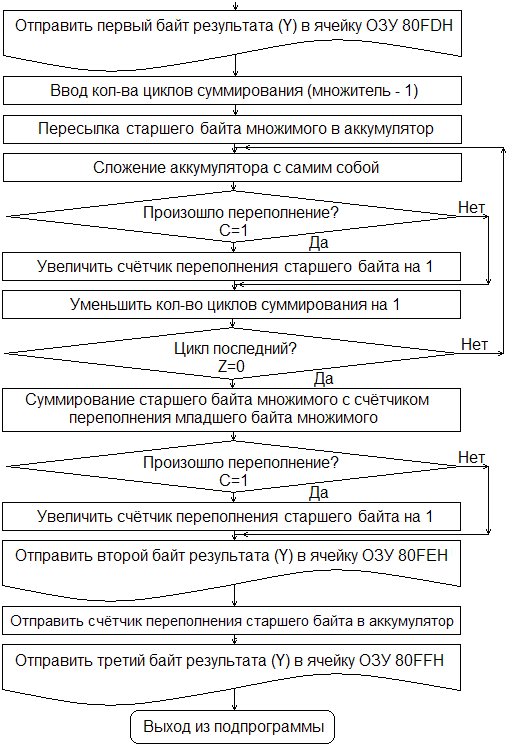 Отправить первый байт результата (Y) в ячейку ОЗУ 80FDH
Ввод кол-ва циклов суммирования (множитель - 1)
Пересылка старшего байта множимого в аккумулятор
Сложение аккумулятора с самим собой
Произошло переполнение?
C=1
Нет
Да
Увеличить счётчик переполнения старшего байта на 1
Уменьшить кол-во циклов суммирования на 1
Цикл последний?
Z=0
Нет
Да
Суммирование старшего байта множимого с счётчиком
переполнения младшего байта множимого
Произошло переполнение?
C=1
Нет
Да
Увеличить счётчик переполнения старшего байта на 1
Отправить второй байт результата (Y) в ячейку ОЗУ 80FEH
Отправить счётчик переполнения старшего байта в аккумулятор
Отправить третий байт результата (Y) в ячейку ОЗУ 80FFH
Выход из подпрограммы